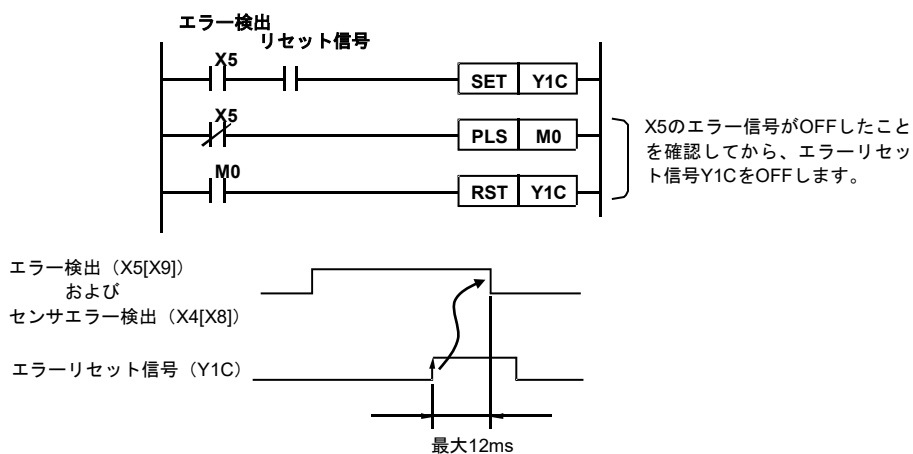 エラー検出
リセット信号
X5
SET Y1C
X5
PLS M0
M0
RST Y1C
X5のエラー信号がOFFしたこと
を確認してから、エラーリセッ
ト信号Y1CをOFFします。
エラー検出（X5[X9]）
および
センサエラー検出（X4[X8]）
エラーリセット信号（Y1C）
最大12ms